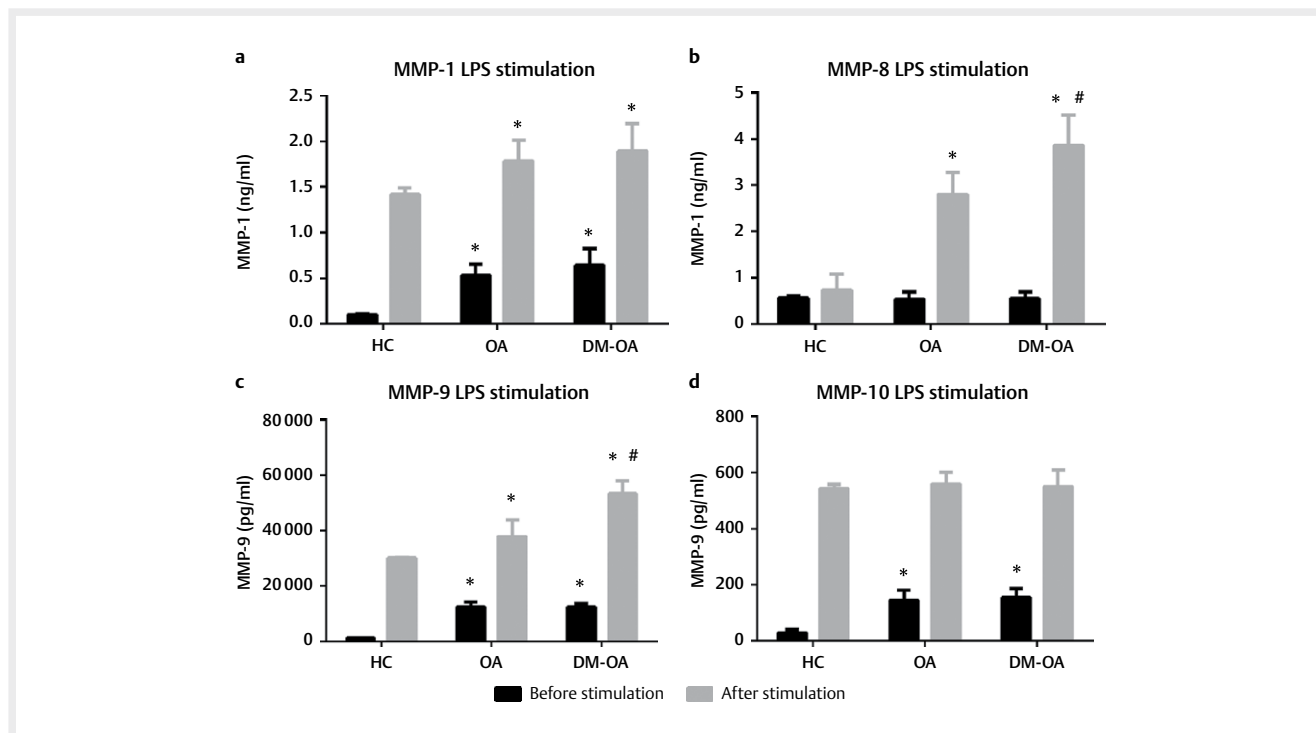 a
MMP-1 LPS stimulation
MMP-1 (ng/ml)
2.5
2.0
1.5
1.0
0.5
0.0
*
*
*
*
HC
OA
DM-OA
b
MMP-8 LPS stimulation
MMP-1 (ng/ml)
5
4
3
2
1
0
*
* #
HC
OA
DM-OA
c
MMP-9 LPS stimulation
MMP-9 (pg/ml)
80 000
60 000
40 000
20 000
0
*
*
*
* #
HC
OA
DM-OA
d
MMP-10 LPS stimulation
MMP-9 (pg/ml)
800
600
400
200
0
*
*
HC
OA
DM-OA
Before stimulation
After stimulation